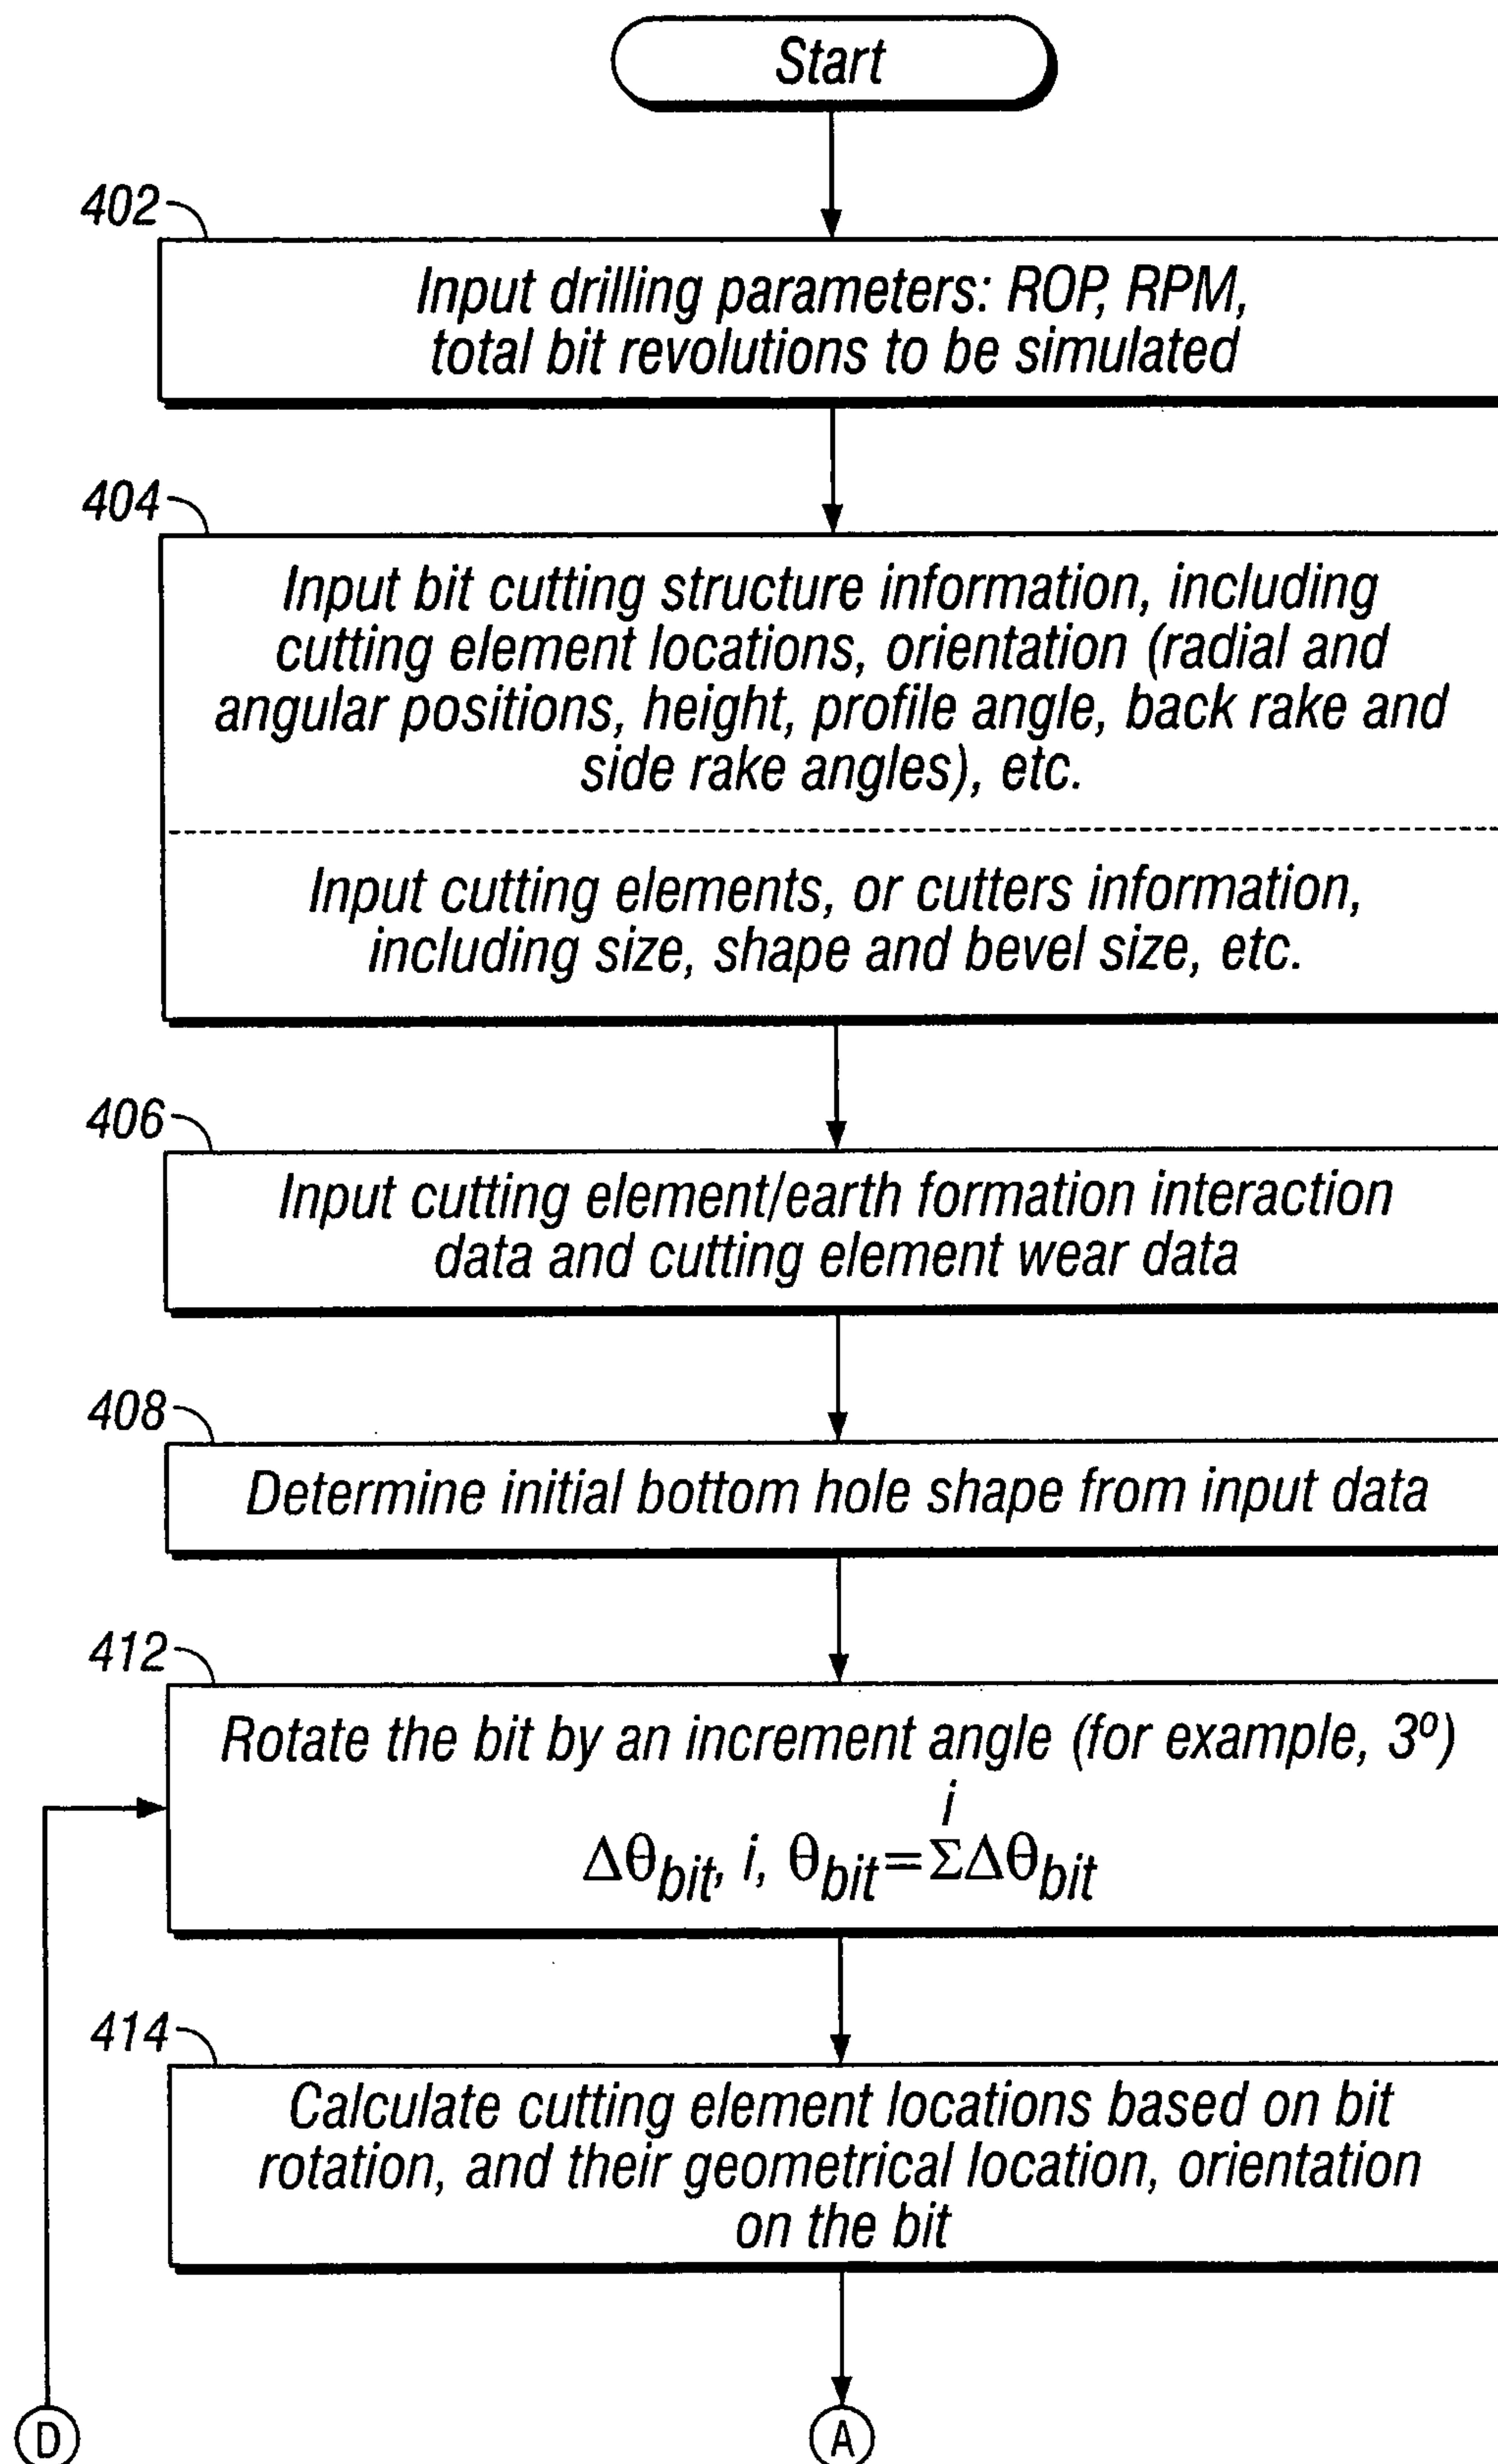 Start
402
Input drilling parameters: ROP, RPM,
total bit revolutions to be simulated
404
Input bit cutting structure information, including
cutting element locations, orientation (radial and
angular positions, height, profile angle, back rake and
side rake angles), etc.
Input cutting elements, or cutters information,
including size, shape and bevel size, etc.
406
Input cutting element/earth formation interaction
data and cutting element wear data
408
Determine initial bottom hole shape from input data
412
Rotate the bit by an increment angle (for example, 3º)
i
Δθbit, i, θbit=ΣΔθbit
414
Calculate cutting element locations based on bit
rotation, and their geometrical location, orientation
on the bit
D
A